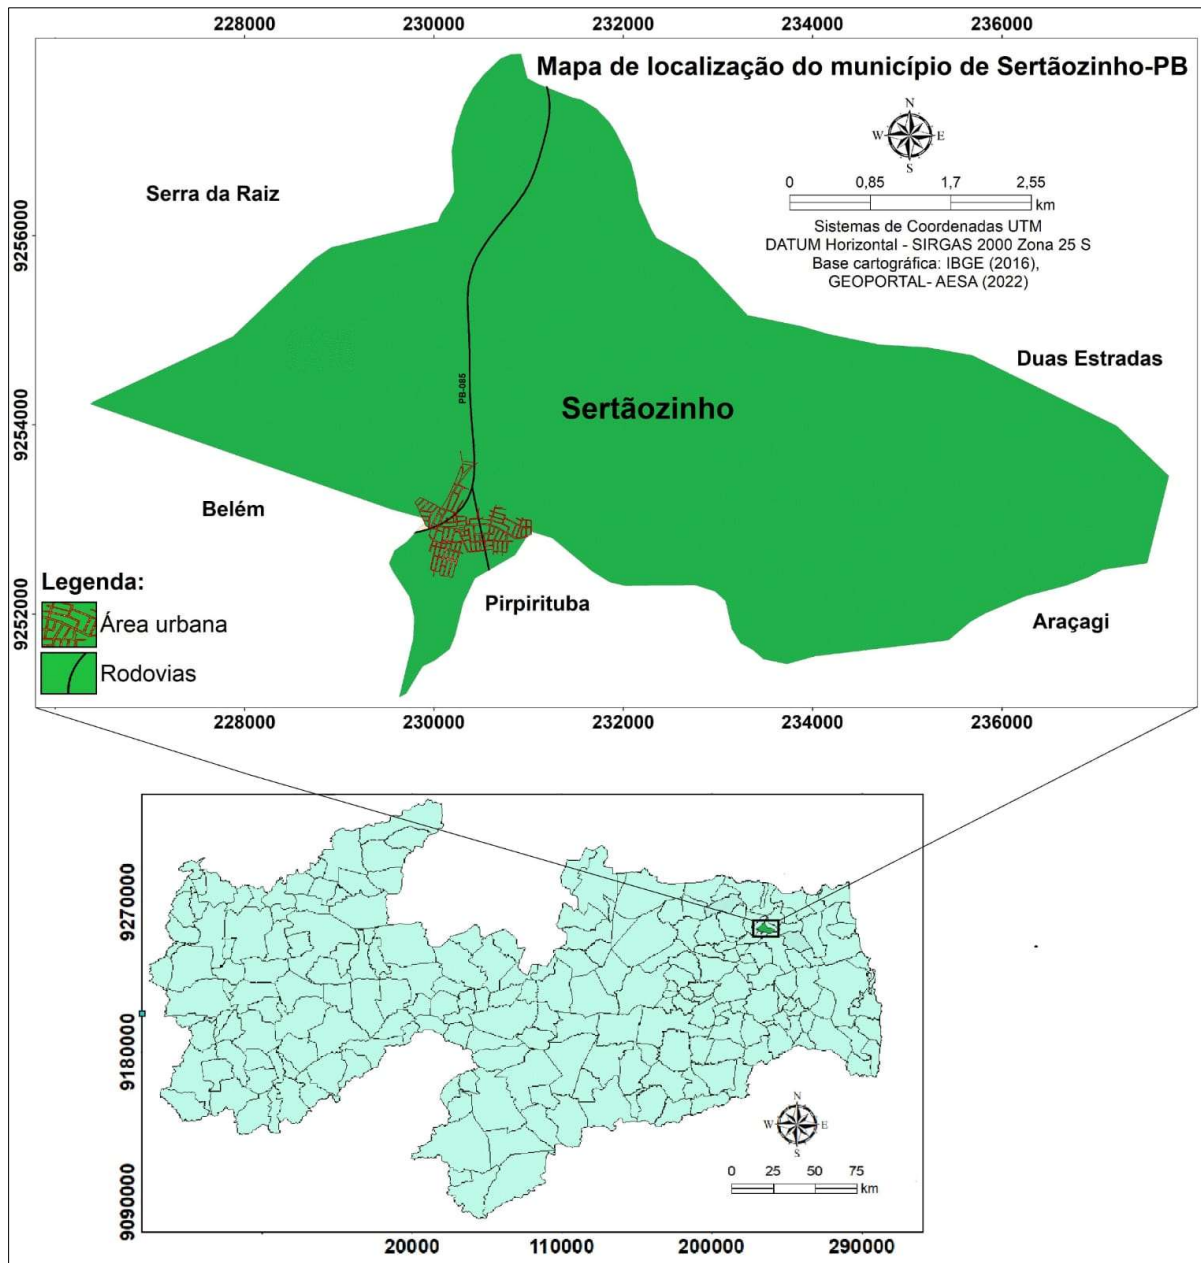 228000
230000
232000
234000
236000
Mapa de localização do município de Sertãozinho-PB
N
W
E
S
0
0,85
1,7
2,55
km
Sistemas de Coordenadas UTM
DATUM Horizontal - SIRGAS 2000 Zona 25 S
Base cartográfica: IBGE (2016),
GEOPORTAL- AESA (2022)
Serra da Raiz
9256000
Duas Estradas
PB-085
Sertãozinho
9254000
Belém
Pirpirituba
Araçagi
9252000
Legenda:
Área urbana
Rodovias
228000
230000
232000
234000
236000
9270000
9180000
9090000
N
W
E
S
0
25
50
75
km
20000
110000
200000
290000